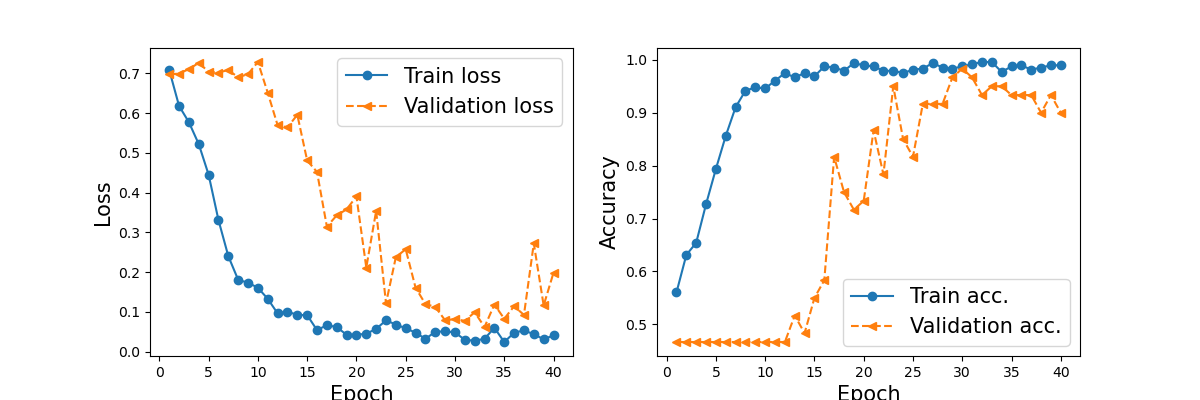 0.7
0.6
0.5
0.4
0.3
0.2
0.1
0.0
Loss
Train loss
Validation loss
0 5 10 15 20 25 30 35 40
Epoch
1.0
0.9
0.8
0.7
0.6
0.5
Accuracy
Train acc.
Validation acc.
0 5 10 15 20 25 30 35 40
Epoch